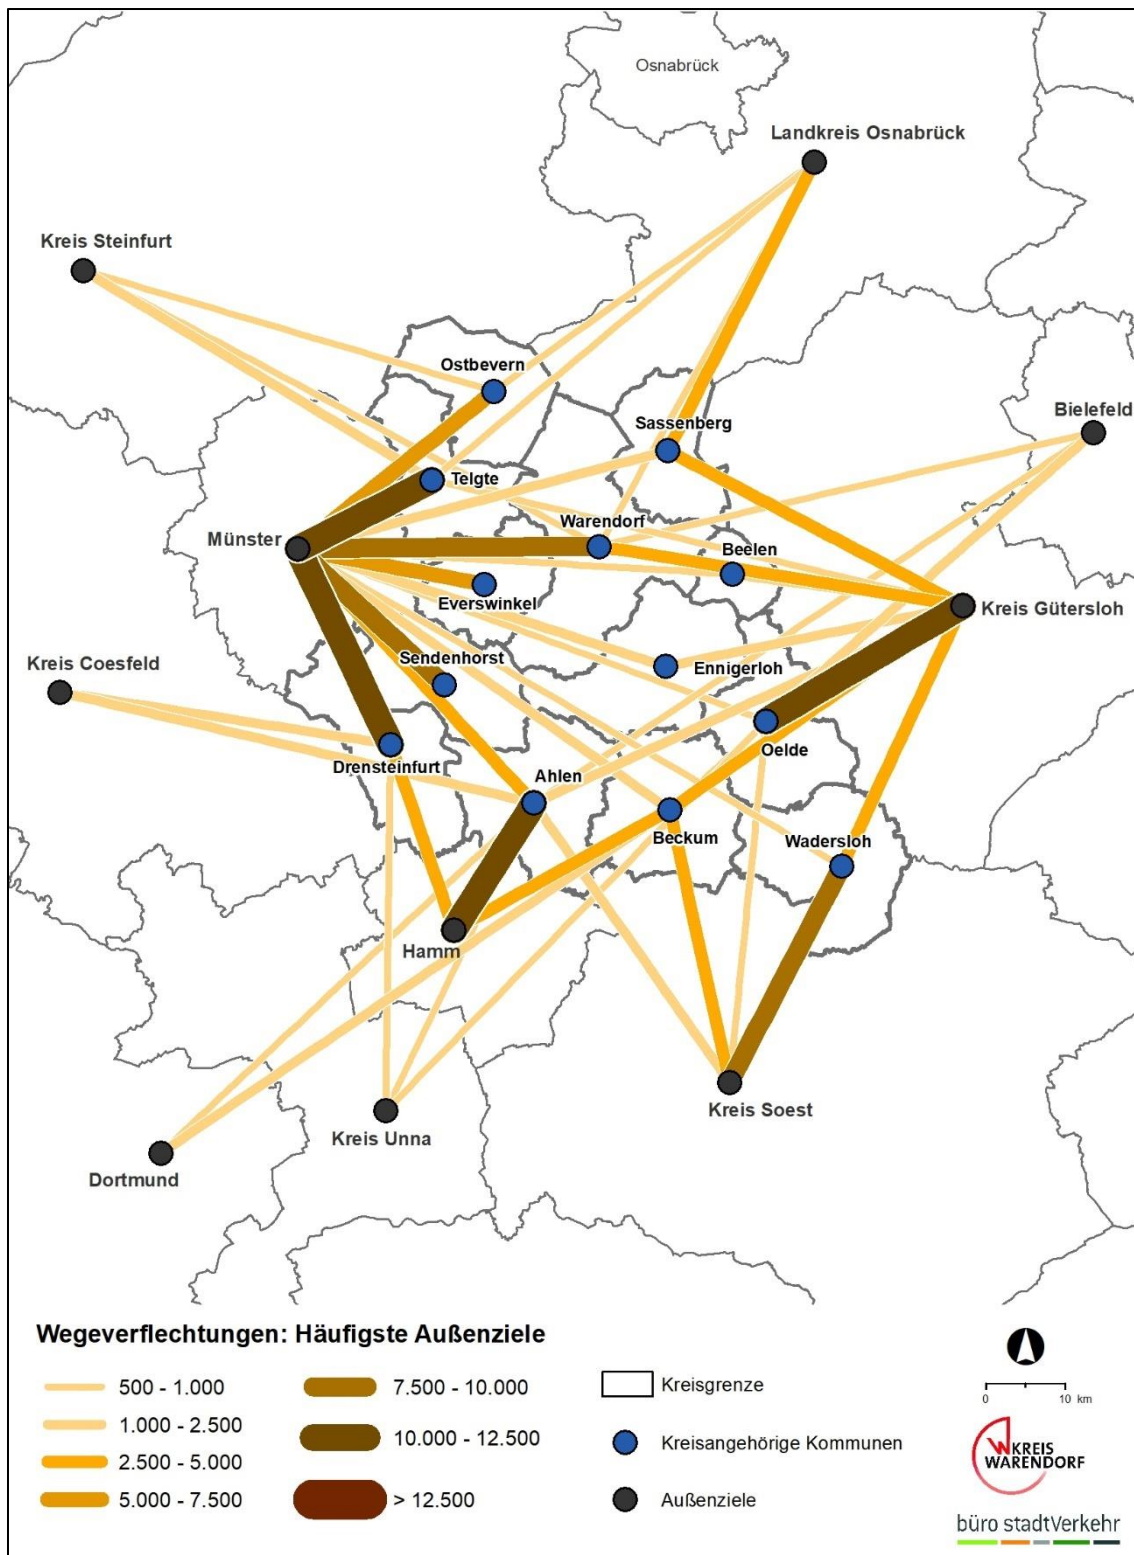 Osnabrück
Landkreis Osnabrück
Kreis Steinfurt
Ostbevern
Bielefeld
Sassenberg
Telgte
Warendorf
Münster
Beelen
Everswinkel
Kreis Gütersloh
Sendenhorst
Kreis Coesfeld
Ennigerloh
Oelde
Drensteinfurt
Ahlen
Beckum
Wadersloh
Hamm
Kreis Soest
Kreis Unna
Dortmund
Wegeverflechtungen: Häufigste Außenziele
500 - 1.000
1.000 - 2.500
2.500 - 5.000
5.000 - 7.500
7.500 - 10.000
10.000 - 12.500
> 12.500
Kreisgrenze
Kreisangehörige Kommunen
Außenziele
0 10 km
KREIS
WARENDORF
büro stadtVerkehr